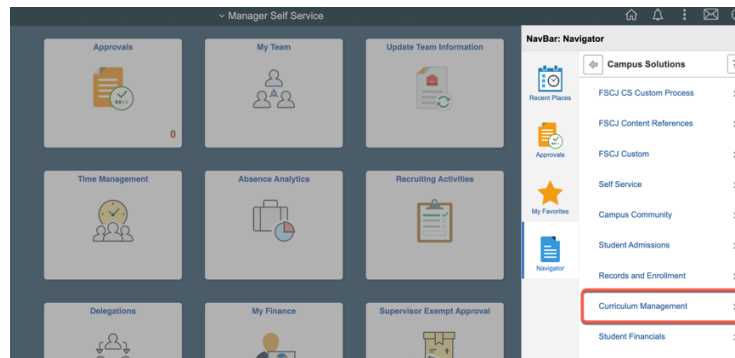 Manager Self Service
Approvals
0
My Team
Update Team Information
Time Management
Absence Analytics
Recruiting Activities
Delegations
My Finance
Supervisor Exempt Approval
NavBar: Navigator
Recent Places
Approvals
My Favorites
Navigator
Campus Solutions
FSCJ CS Custom Process
FSCJ Content References
FSCJ Custom
Self Service
Campus Community
Student Admissions
Records and Enrollment
Curriculum Management
Student Financials